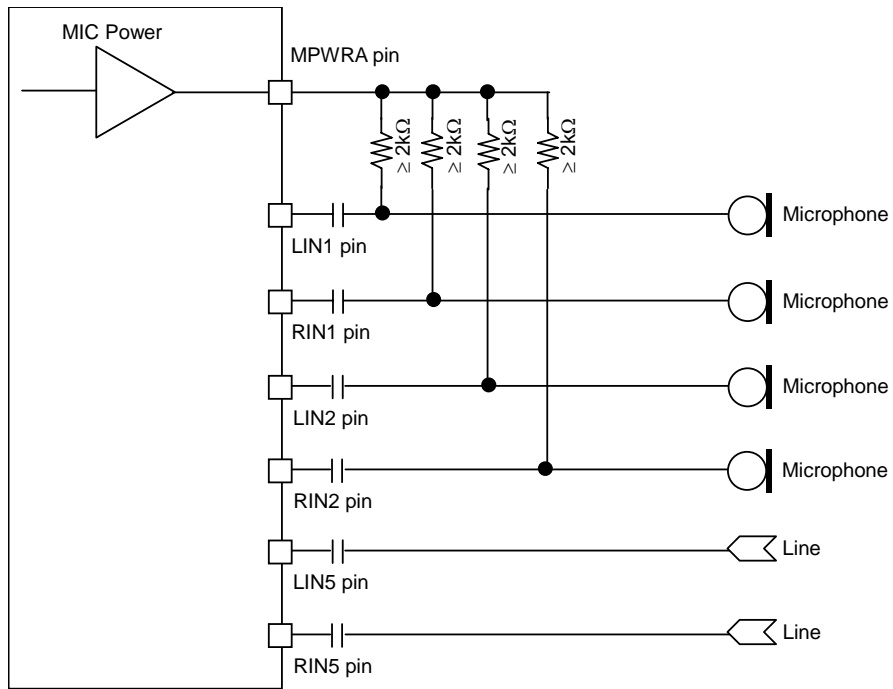 MIC Power
MPWRA pin
≥ 2kΩ
≥ 2kΩ
≥ 2kΩ
≥ 2kΩ
LIN1 pin
Microphone
RIN1 pin
Microphone
LIN2 pin
Microphone
RIN2 pin
Microphone
LIN5 pin
Line
RIN5 pin
Line